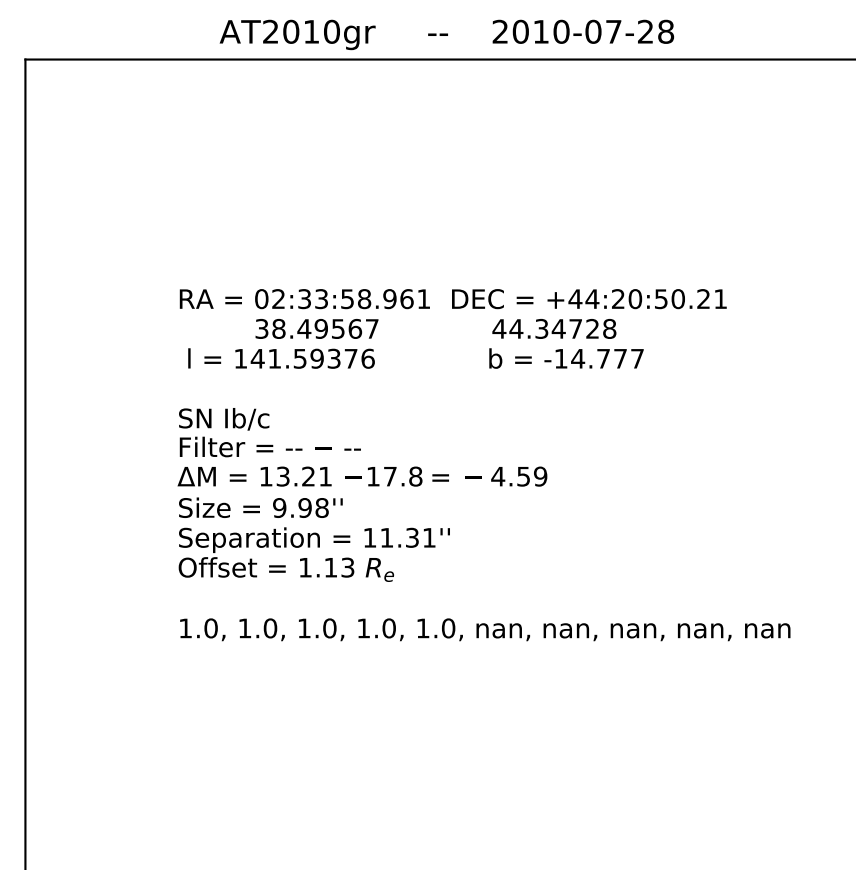 AT2010gr -- 2010-07-28
RA = 02:33:58.961 DEC = +44:20:50.21
38.49567 44.34728
l = 141.59376 b = -14.777
SN Ib/c
Filter = -- − --
ΔM = 13.21 −17.8 = − 4.59
Size = 9.98''
Separation = 11.31''
Offset = 1.13 Rₑ
1.0, 1.0, 1.0, 1.0, 1.0, nan, nan, nan, nan, nan